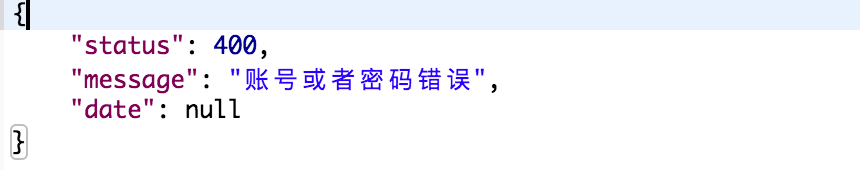 {
"status": 400,
"message": "账号或者密码错误",
"date": null
}